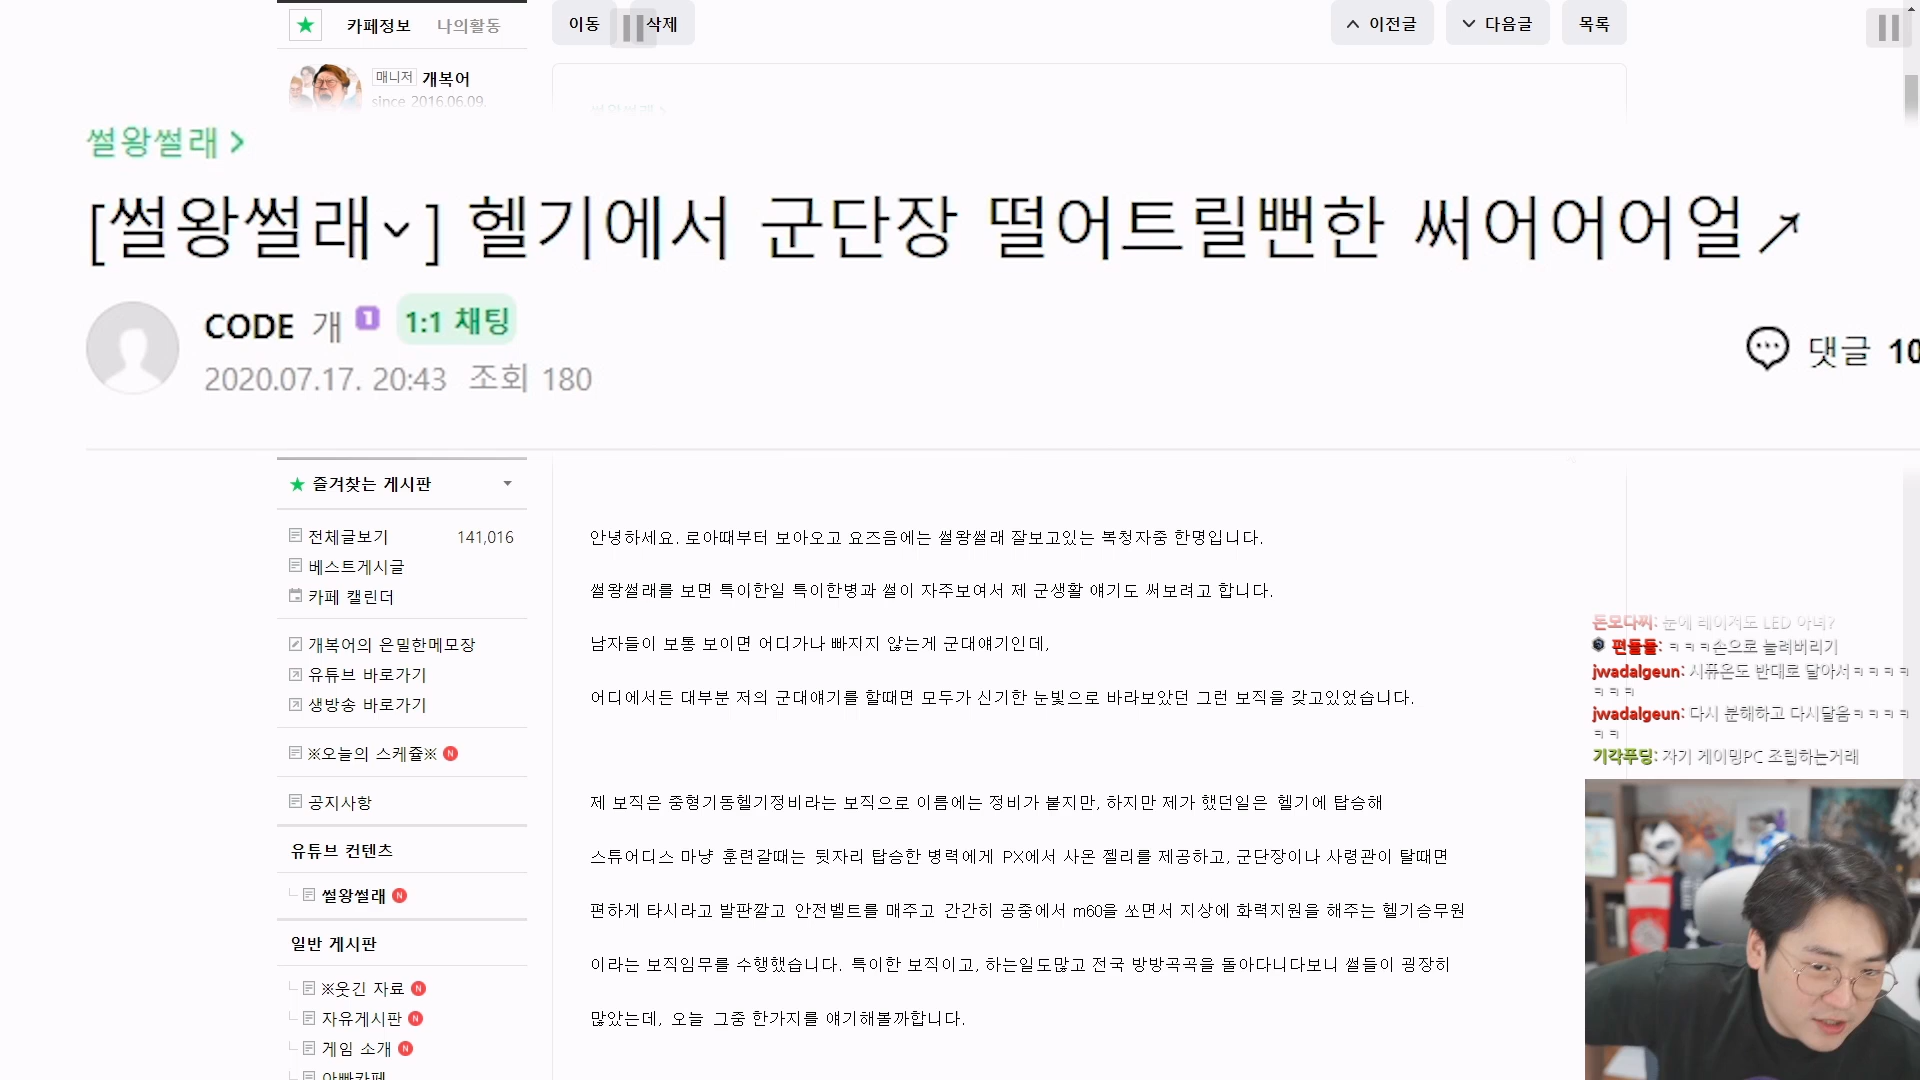 카페정보 나의활동
이동 삭제 이전글 다음글 목록
매니저 개복어
since 2016.06.09.
썰왕썰래 >
[썰왕썰래⌄] 헬기에서 군단장 떨어트릴뻔한 써어어어얼↗
CODE 개 1 1:1 채팅
2020.07.17. 20:43 조회 180
댓글 10
즐겨찾는 게시판
전체글보기 141,016
베스트게시글
카페 캘린더
개복어의 은밀한메모장
유튜브 바로가기
생방송 바로가기
※오늘의 스케쥴※ N
공지사항
유튜브 컨텐츠
썰왕썰래 N
일반 게시판
※웃긴 자료 N
자유게시판 N
게임 소개 N
안녕하세요. 로아때부터 보아오고 요즈음에는 썰왕썰래 잘보고있는 복청자중 한명입니다.
썰왕썰래를 보면 특이한일 특이한병과 썰이 자주보여서 제 군생활 얘기도 써보려고 합니다.
남자들이 보통 보이면 어디가나 빠지지 않는게 군대얘기인데,
어디에서든 대부분 저의 군대얘기를 할때면 모두가 신기한 눈빛으로 바라보았던 그런 보직을 갖고있었습니다.
제 보직은 중형기동헬기정비라는 보직으로 이름에는 정비가 붙지만, 하지만 제가 했던일은 헬기에 탑승해
스튜어디스 마냥 훈련갈때는 뒷자리 탑승한 병력에게 PX에서 사온 젤리를 제공하고, 군단장이나 사령관이 탈때면
편하게 타시라고 발판깔고 안전벨트를 매주고 간간히 공중에서 m60을 쏘면서 지상에 화력지원을 해주는 헬기승무원
이라는 보직임무를 수행했습니다. 특이한 보직이고, 하는일도많고 전국 방방곡곡을 돌아다니다보니 썰들이 굉장히
많았는데, 오늘 그중 한가지를 얘기해볼까합니다.
돈모다찌: 눈에 레이저도 LED 아녀?
편들들: ㅋㅋㅋ손으로 눌려버리기
jwadalgeun: 시퓨온도 반대로 달아서ㅋㅋㅋㅋ
ㅋㅋㅋ
jwadalgeun: 다시 분해하고 다시달음ㅋㅋㅋㅋ
ㅋㅋ
기각푸딩: 자기 게이밍PC 조립하는거래